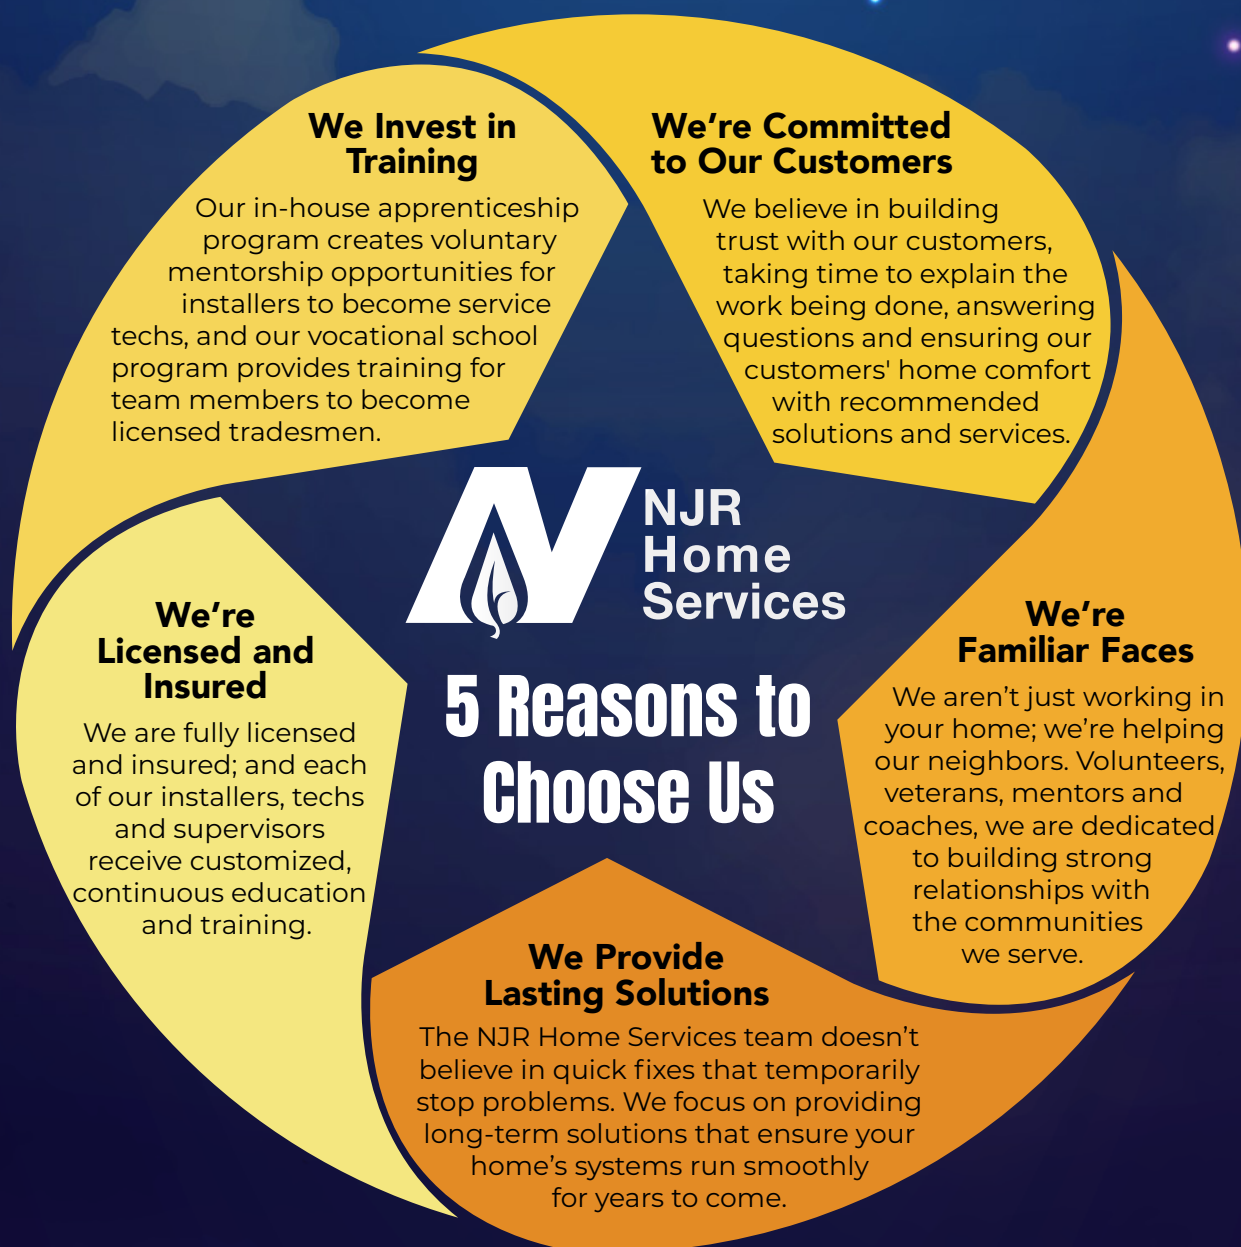 We Invest in
Training
Our in-house apprenticeship
program creates voluntary
mentorship opportunities for
installers to become service
techs, and our vocational school
program provides training for
team members to become
licensed tradesmen.
We're Committed
to Our Customers
We believe in building
trust with our customers,
taking time to explain the
work being done, answering
questions and ensuring our
customers' home comfort
with recommended
solutions and services.
NJR
Home
Services
5 Reasons to
Choose Us
We're
Licensed and
Insured
We are fully licensed
and insured; and each
of our installers, techs
and supervisors
receive customized,
continuous education
and training.
We're
Familiar Faces
We aren't just working in
your home; we're helping
our neighbors. Volunteers,
veterans, mentors and
coaches, we are dedicated
to building strong
relationships with
the communities
we serve.
We Provide
Lasting Solutions
The NJR Home Services team doesn't
believe in quick fixes that temporarily
stop problems. We focus on providing
long-term solutions that ensure your
home's systems run smoothly
for years to come.